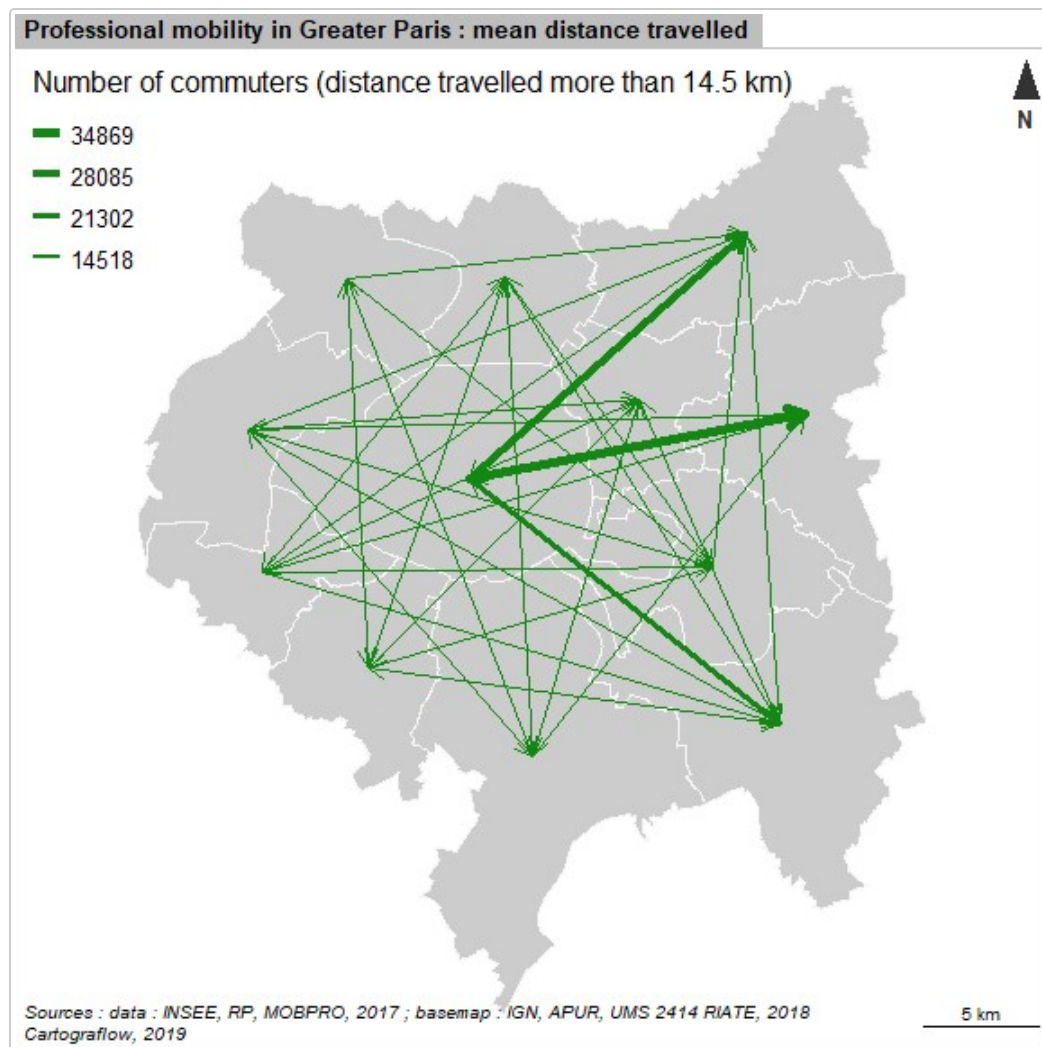 Professional mobility in Greater Paris : mean distance travelled
Number of commuters (distance travelled more than 14.5 km)
34869
28085
21302
14518
N
Sources : data : INSEE, RP, MOBPRO, 2017 ; basemap : IGN, APUR, UMS 2414 RIATE, 2018
Cartograflow, 2019
5 km